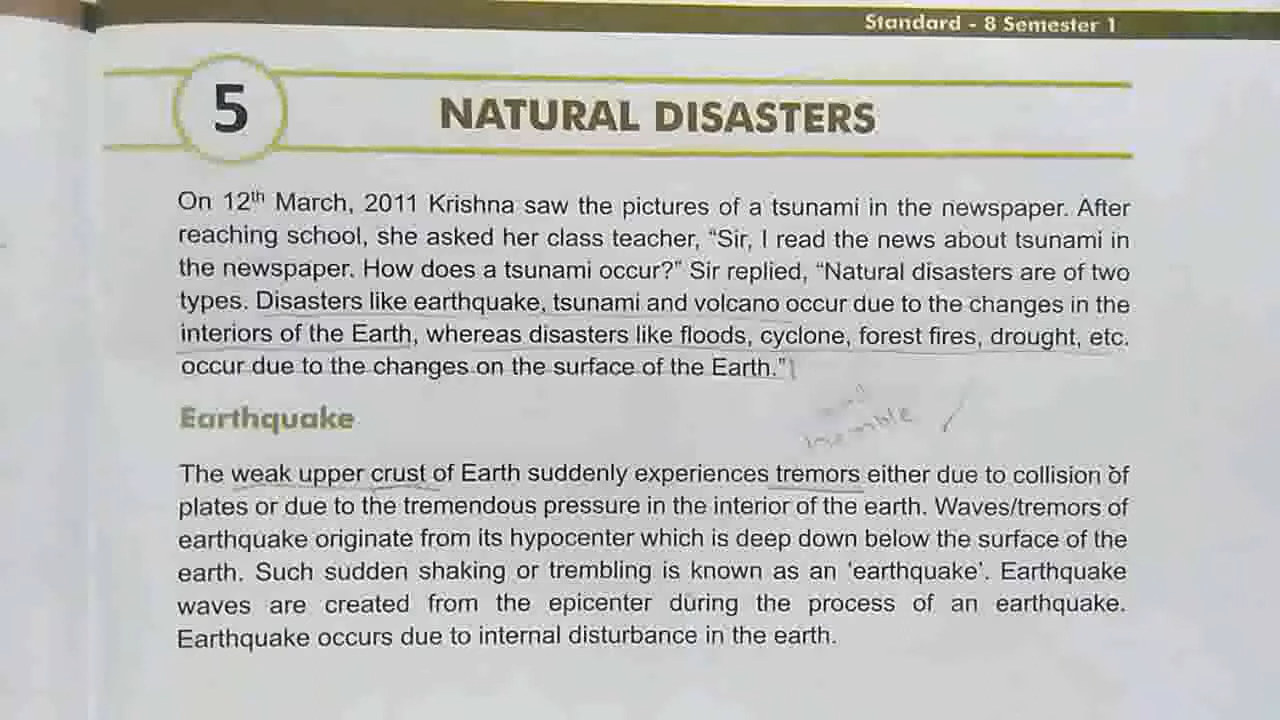 Standard - 8 Semester 1
5
NATURAL DISASTERS
On 12th March, 2011 Krishna saw the pictures of a tsunami in the newspaper. After
reaching school, she asked her class teacher, “Sir, I read the news about tsunami in
the newspaper. How does a tsunami occur?” Sir replied, “Natural disasters are of two
types. Disasters like earthquake, tsunami and volcano occur due to the changes in the
interiors of the Earth, whereas disasters like floods, cyclone, forest fires, drought, etc.
occur due to the changes on the surface of the Earth.”
Earthquake
The weak upper crust of Earth suddenly experiences tremors either due to collision of
plates or due to the tremendous pressure in the interior of the earth. Waves/tremors of
earthquake originate from its hypocenter which is deep down below the surface of the
earth. Such sudden shaking or trembling is known as an ‘earthquake’. Earthquake
waves are created from the epicenter during the process of an earthquake.
Earthquake occurs due to internal disturbance in the earth.